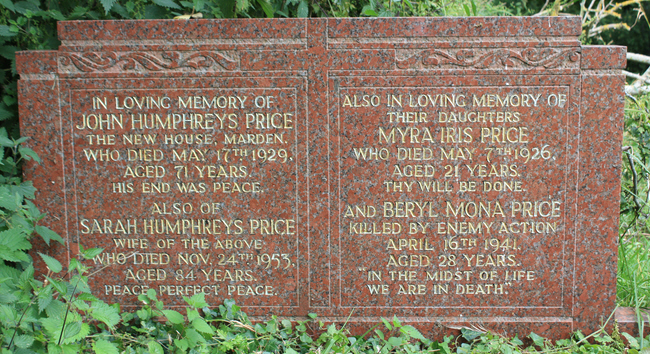 IN LOVING MEMORY OF
JOHN HUMPHREYS PRICE
THE NEW HOUSE, MARDEN.
WHO DIED MAY 17TH 1929.
AGED 71 YEARS.
HIS END WAS PEACE.
ALSO OF
SARAH HUMPHREYS PRICE
WIFE OF THE ABOVE
WHO DIED NOV. 24TH 1953.
AGED 84 YEARS.
PEACE PERFECT PEACE.
ALSO IN LOVING MEMORY OF
THEIR DAUGHTERS
MYRA IRIS PRICE
WHO DIED MAY 7TH 1926.
AGED 21 YEARS.
THY WILL BE DONE.
AND BERYL MONA PRICE
KILLED BY ENEMY ACTION
APRIL 16TH 1941.
AGED 28 YEARS.
"IN THE MIDST OF LIFE
WE ARE IN DEATH."